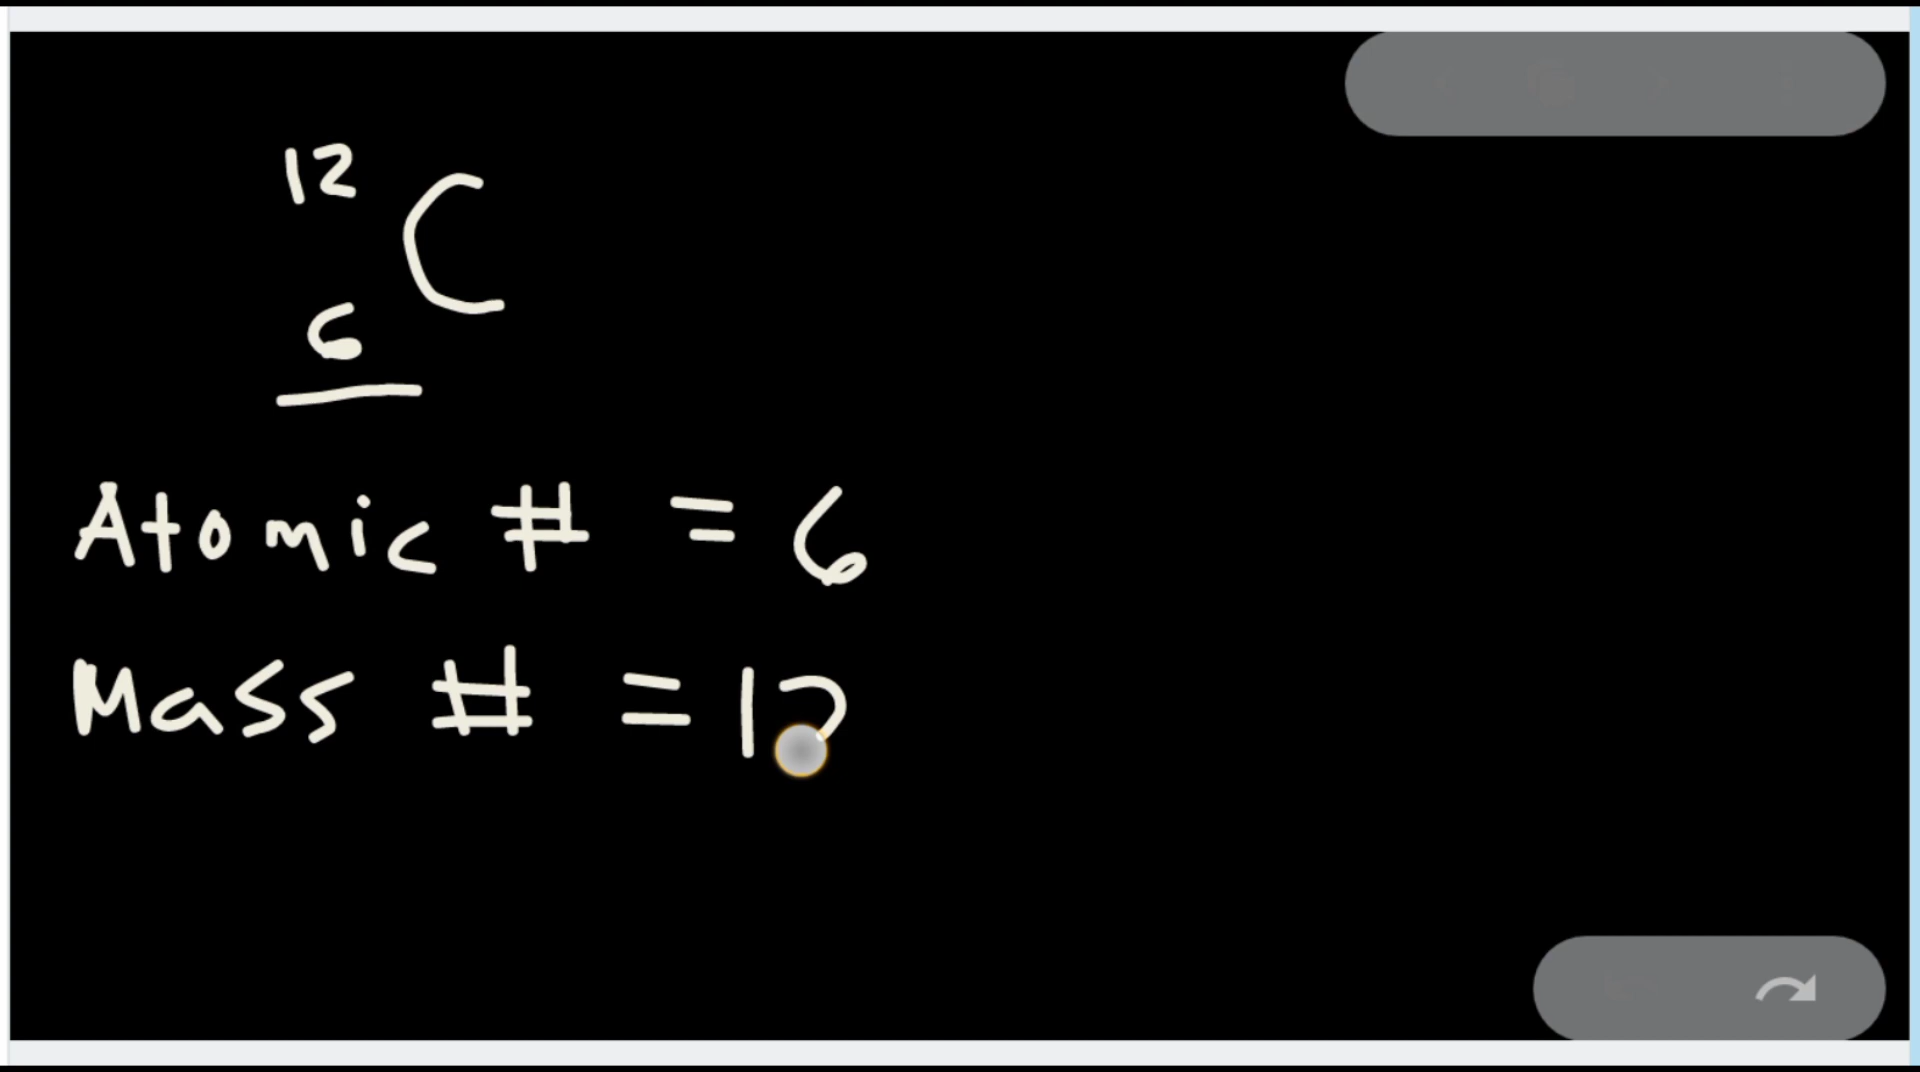 12
C
6
Atomic # = 6
Mass # = 12